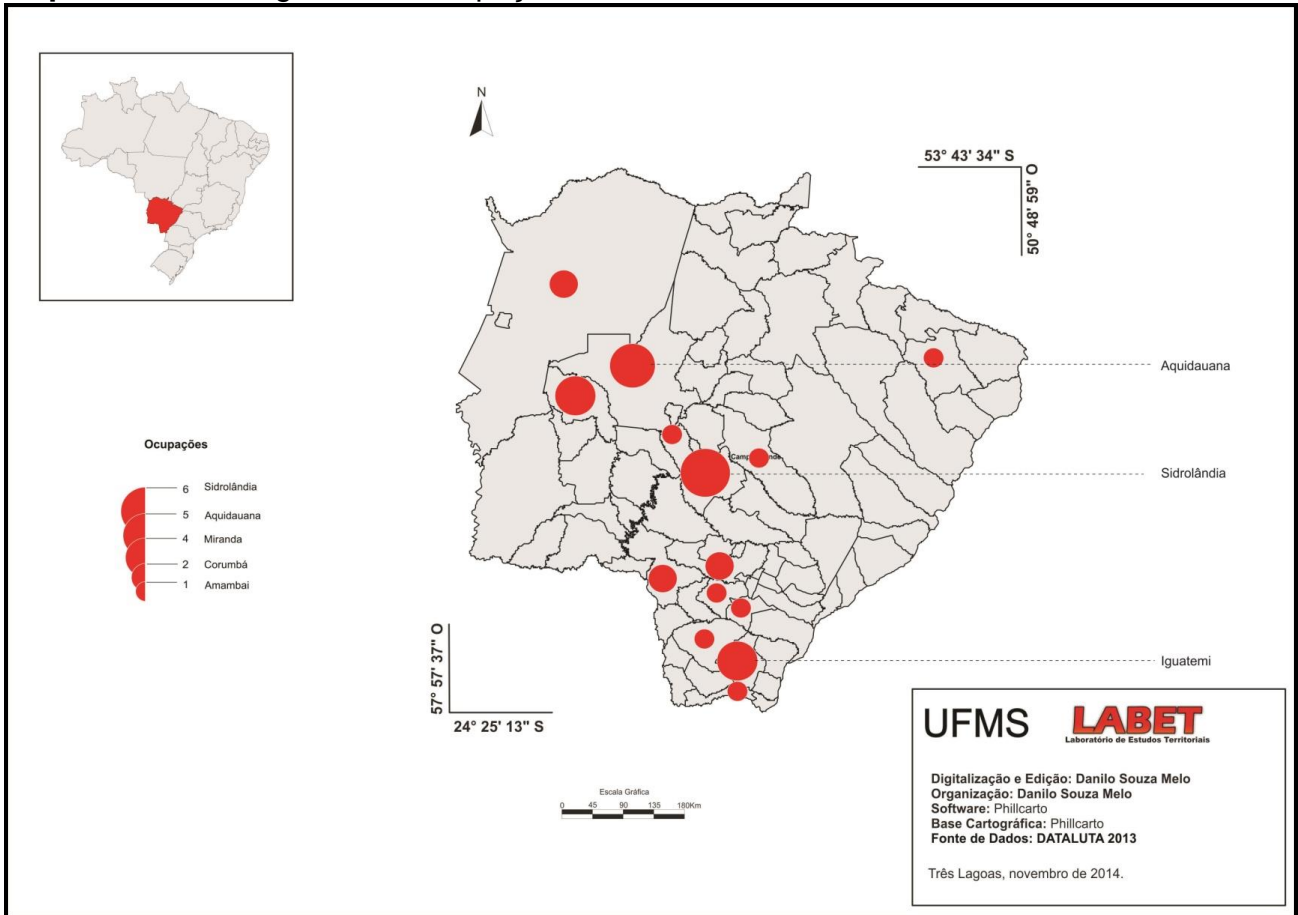 N
53° 43' 34" S
50° 48' 59" O
Aquidauana
Sidrolândia
Iguatemi
Ocupações
6 Sidrolândia
5 Aquidauana
4 Miranda
2 Corumbá
1 Amambai
57° 57' 37" O
24° 25' 13" S
Escala Gráfica
0 45 90 135 180Km
UFMS
LABET
Laboratório de Estudos Territoriais
Digitalização e Edição: Danilo Souza Melo
Organização: Danilo Souza Melo
Software: Phillcarto
Base Cartográfica: Phillcarto
Fonte de Dados: DATALUTA 2013
Três Lagoas, novembro de 2014.